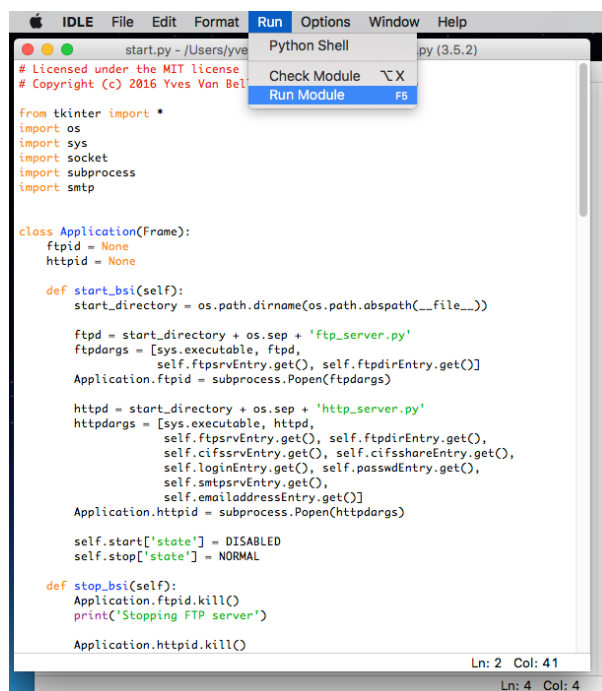 IDLE File Edit Format Run Options Window Help
start.py - /Users/yve .py (3.5.2)
Python Shell
Check Module ⌥X
Run Module F5
# Licensed under the MIT license
# Copyright (c) 2016 Yves Van Bel
from tkinter import *
import os
import sys
import socket
import subprocess
import smtp
class Application(Frame):
    ftpid = None
    httpid = None
    def start_bsi(self):
        start_directory = os.path.dirname(os.path.abspath(__file__))
        ftpd = start_directory + os.sep + 'ftp_server.py'
        ftpdargs = [sys.executable, ftpd,
                    self.ftpsrvEntry.get(), self.ftpdirEntry.get()]
        Application.ftpid = subprocess.Popen(ftpdargs)
        httpd = start_directory + os.sep + 'http_server.py'
        httpdargs = [sys.executable, httpd,
                     self.ftpsrvEntry.get(), self.ftpdirEntry.get(),
                     self.cifssrvEntry.get(), self.cifsshareEntry.get(),
                     self.loginEntry.get(), self.passwdEntry.get(),
                     self.smtpsrvEntry.get(),
                     self.emailaddressEntry.get()]
        Application.httpid = subprocess.Popen(httpdargs)
        self.start['state'] = DISABLED
        self.stop['state'] = NORMAL
    def stop_bsi(self):
        Application.ftpid.kill()
        print('Stopping FTP server')
        Application.httpid.kill()
Ln: 2 Col: 41
Ln: 4 Col: 4